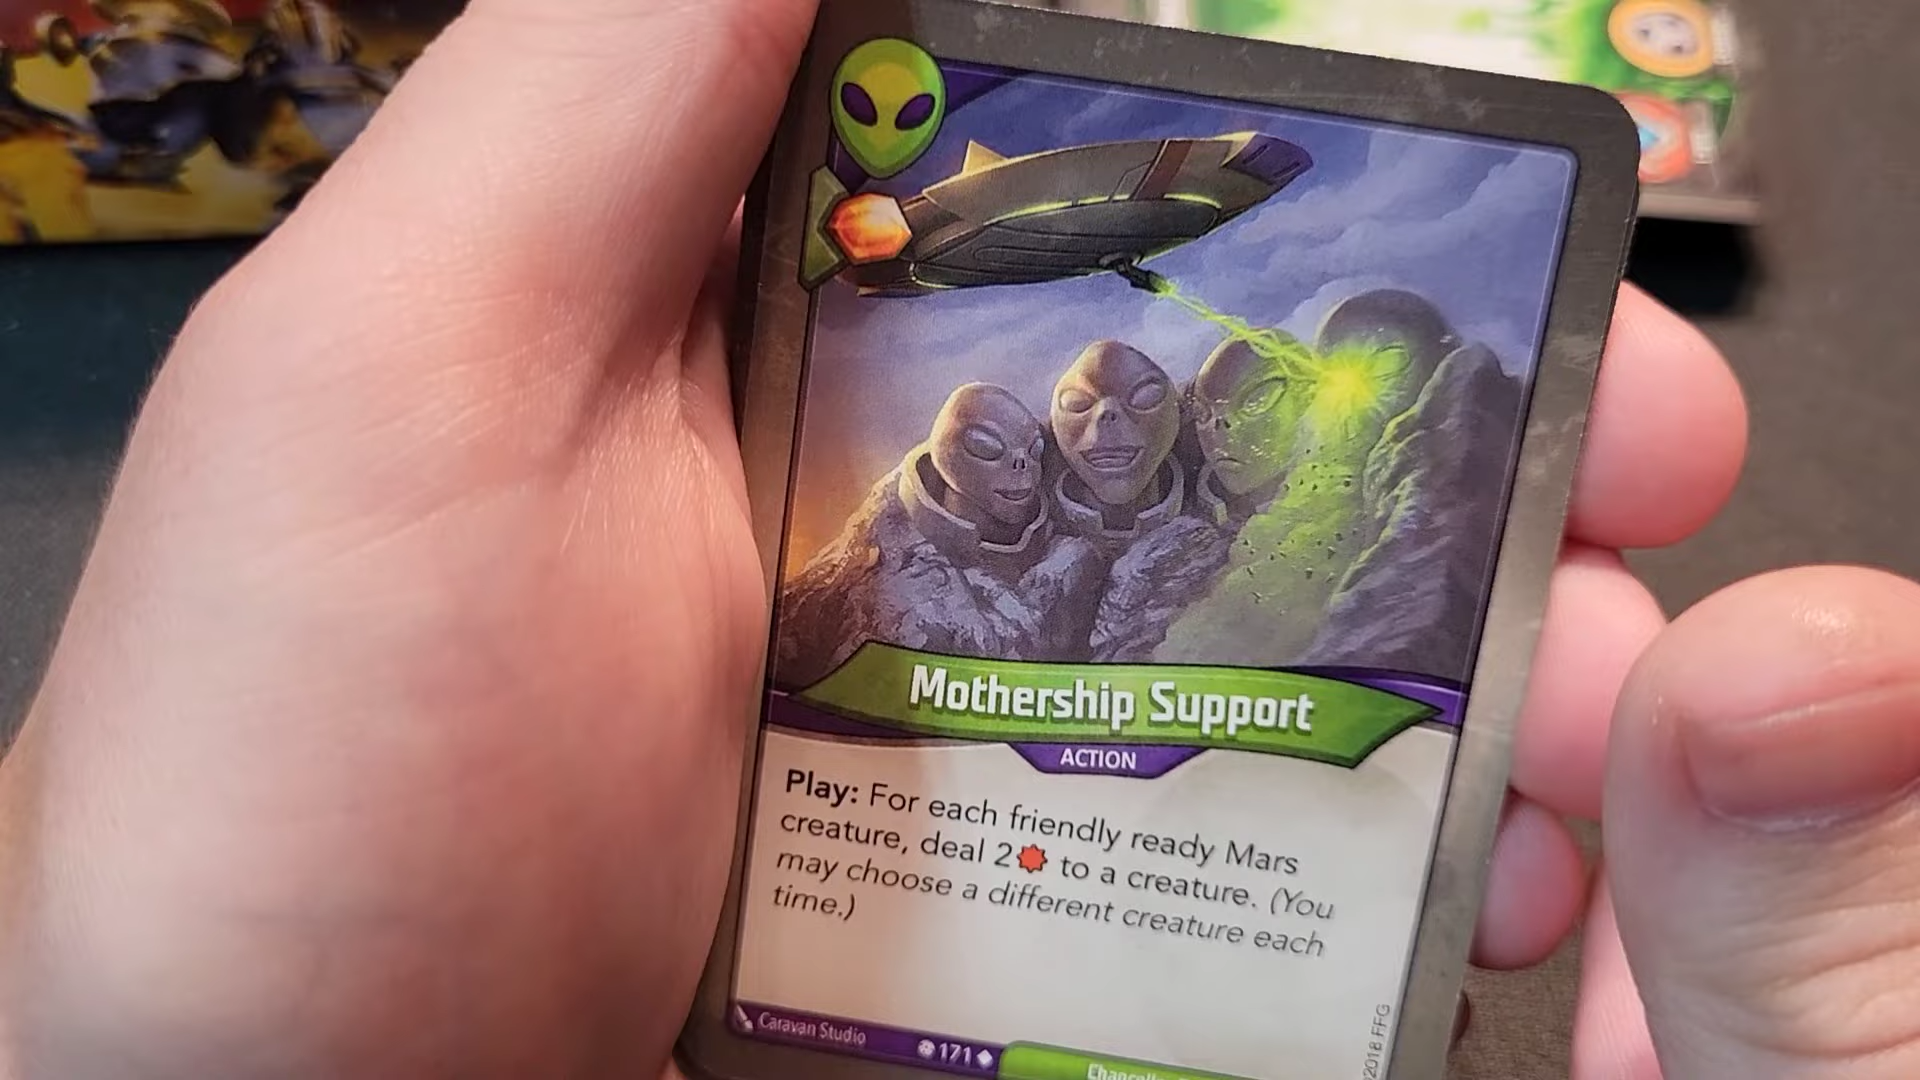 Mothership Support
ACTION
Play: For each friendly ready Mars
creature, deal 2 to a creature. (You
may choose a different creature each
time.)
Caravan Studio
171
2018 FFG